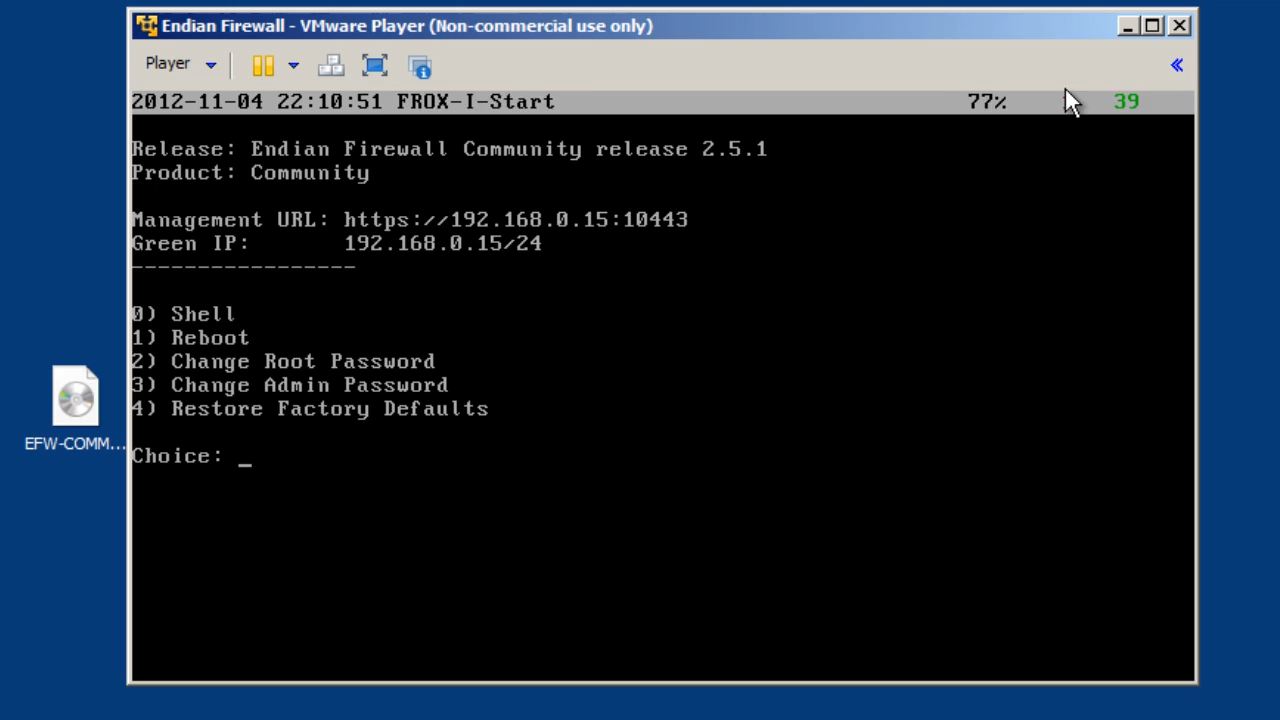 Endian Firewall - VMware Player (Non-commercial use only)
Player
2012-11-04 22:10:51 FROX-I-Start 77% 39
Release: Endian Firewall Community release 2.5.1
Product: Community
Management URL: https://192.168.0.15:10443
Green IP: 192.168.0.15/24
-----------------
0) Shell
1) Reboot
2) Change Root Password
3) Change Admin Password
4) Restore Factory Defaults
EFW-COMM...
Choice: _